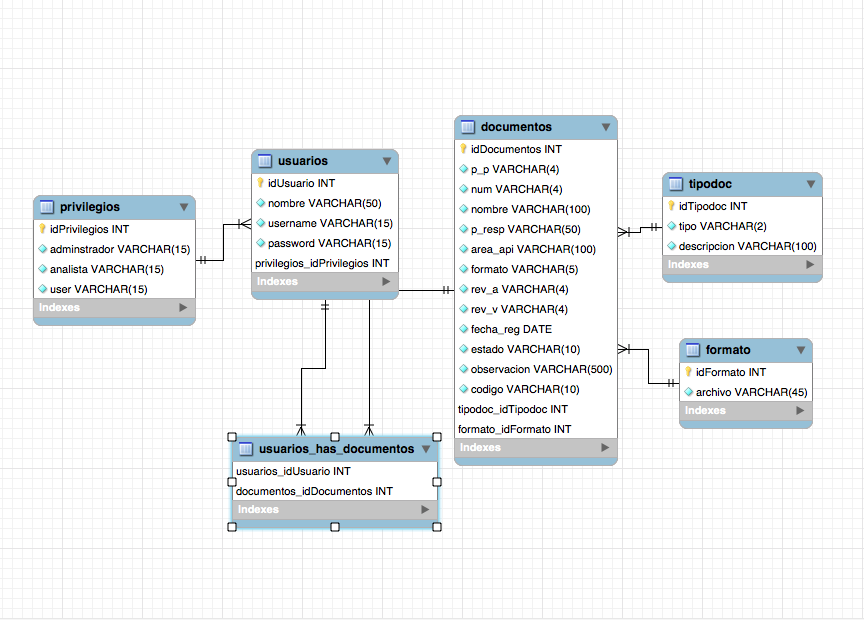 privilegios
idPrivilegios INT
adminstrador VARCHAR(15)
analista VARCHAR(15)
user VARCHAR(15)
Indexes
usuarios
idUsuario INT
nombre VARCHAR(50)
username VARCHAR(15)
password VARCHAR(15)
privilegios_idPrivilegios INT
Indexes
documentos
idDocumentos INT
p_p VARCHAR(4)
num VARCHAR(4)
nombre VARCHAR(100)
p_resp VARCHAR(50)
area_api VARCHAR(100)
formato VARCHAR(5)
rev_a VARCHAR(4)
rev_v VARCHAR(4)
fecha_reg DATE
estado VARCHAR(10)
observacion VARCHAR(500)
codigo VARCHAR(10)
tipodoc_idTipodoc INT
formato_idFormato INT
Indexes
tipodoc
idTipodoc INT
tipo VARCHAR(2)
descripcion VARCHAR(100)
Indexes
formato
idFormato INT
archivo VARCHAR(45)
Indexes
usuarios_has_documentos
usuarios_idUsuario INT
documentos_idDocumentos INT
Indexes